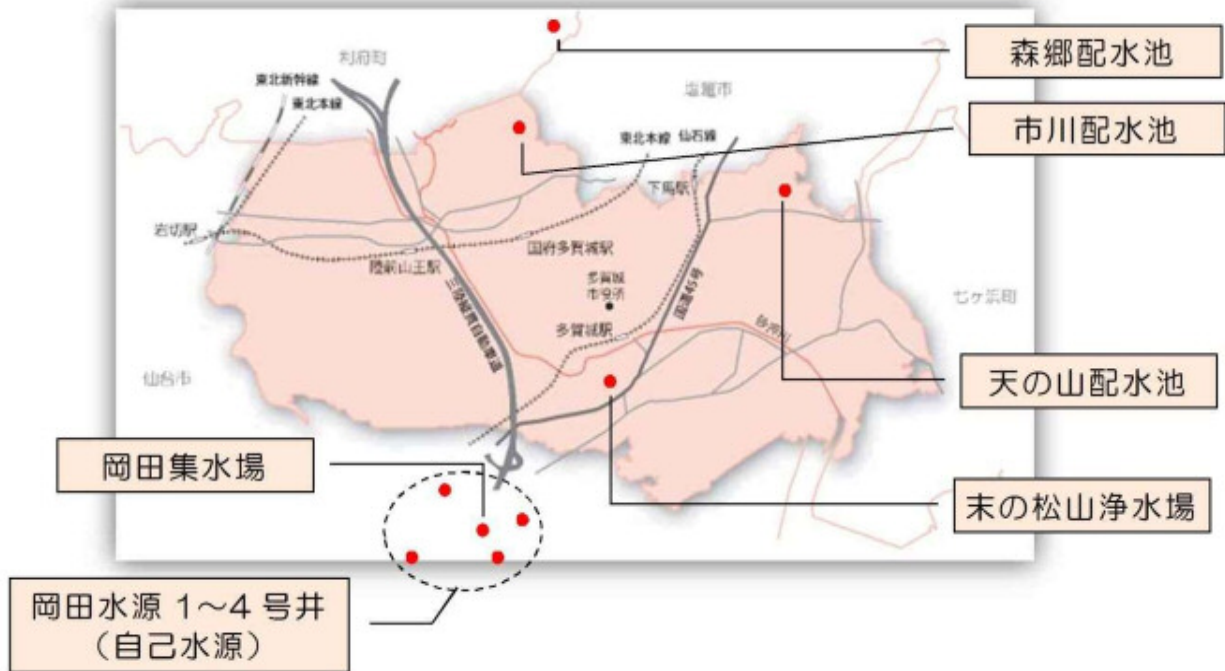 森郷配水池
利府町
塩竈市
東北新幹線
東北本線
市川配水池
東北本線
仙石線
下馬駅
岩切駅
国府多賀城駅
陸前山王駅
多賀城
市役所
国道45号
三陸縦貫自動車道
七ヶ浜町
多賀城駅
砂押川
仙台市
天の山配水池
岡田集水場
末の松山浄水場
岡田水源 1~4 号井
(自己水源)